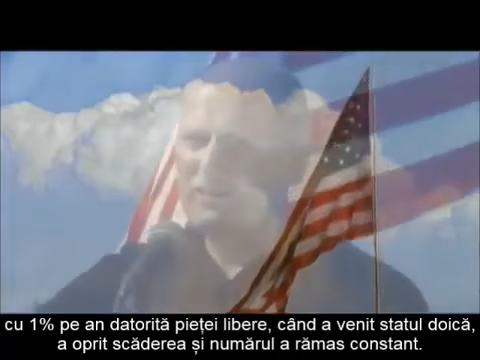 cu 1% pe an datorită pieței libere, când a venit statul doică,
a oprit scăderea și numărul a rămas constant.